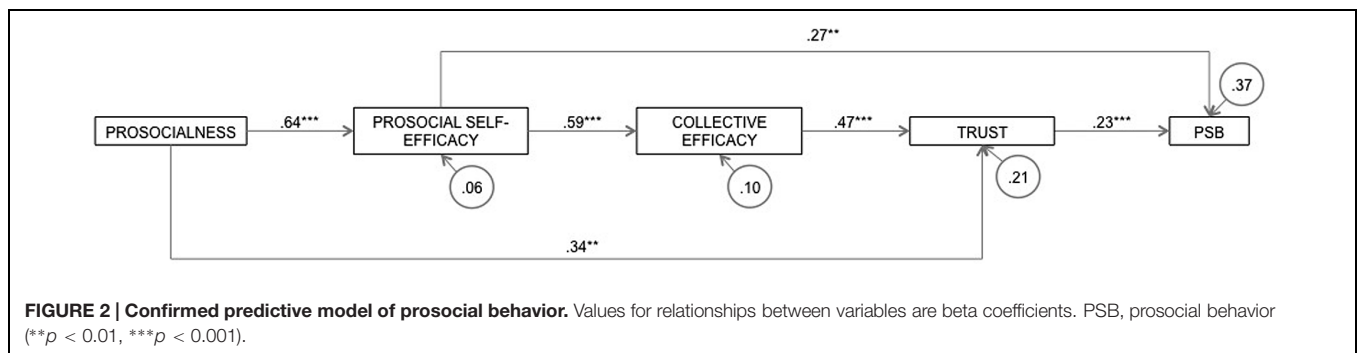 .27**
.37
PROSOCIALNESS
.64***
PROSOCIAL SELF-
EFFICACY
.59***
COLLECTIVE
EFFICACY
.47***
TRUST
.23***
PSB
.06
.10
.21
.34**
FIGURE 2 | Confirmed predictive model of prosocial behavior. Values for relationships between variables are beta coefficients. PSB, prosocial behavior
(**p < 0.01, ***p < 0.001).